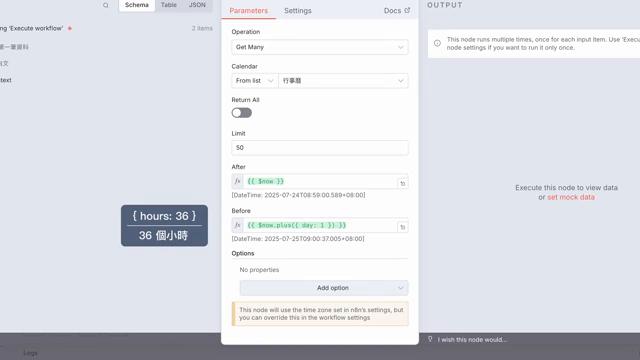 Schema Table JSON
ng ‘Execute workflow’
2 items
第一筆資料
text
Parameters Settings Docs
Operation
Get Many
Calendar
From list 行事曆
Return All
Limit
50
After
fx {{ $now }}
[DateTime: 2025-07-24T08:59:00.589+08:00]
Before
fx {{ $now.plus({ day: 1 }) }}
[DateTime: 2025-07-25T09:00:37.005+08:00]
Options
No properties
Add option
This node will use the time zone set in n8n’s settings, but
you can override this in the workflow settings
{ hours: 36 }
36 個小時
OUTPUT
This node runs multiple times, once for each input item. Use ‘Execu
node settings if you want to run it only once.
Execute this node to view data
or set mock data
I wish this node would...
Logs